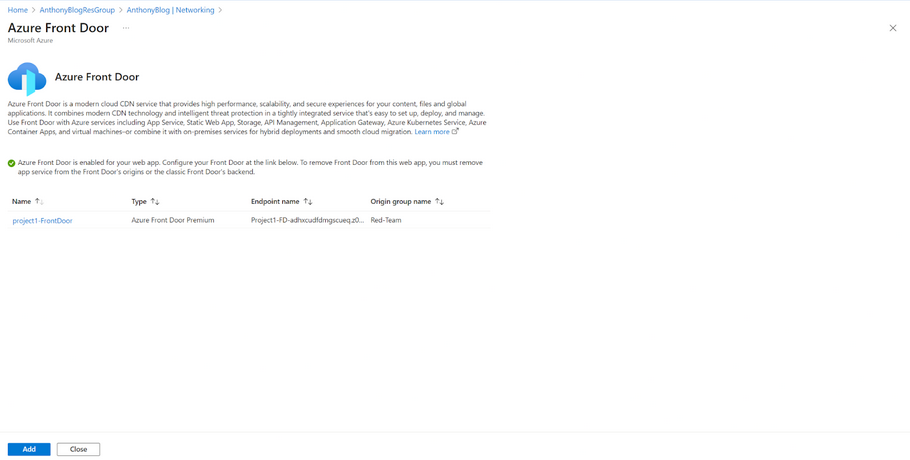 Home > AnthonyBlogResGroup > AnthonyBlog | Networking >
Azure Front Door ...
Microsoft Azure
Azure Front Door
Azure Front Door is a modern cloud CDN service that provides high performance, scalability, and secure experiences for your content, files and global
applications. It combines modern CDN technology and intelligent threat protection in a tightly integrated service that's easy to set up, deploy, and manage.
Use Front Door with Azure services including App Service, Static Web App, Storage, API Management, Application Gateway, Azure Kubernetes Service, Azure
Container Apps, and virtual machines–or combine it with on-premises services for hybrid deployments and smooth cloud migration. Learn more
Azure Front Door is enabled for your web app. Configure your Front Door at the link below. To remove Front Door from this web app, you must remove
app service from the Front Door's origins or the classic Front Door's backend.
Name Type Endpoint name Origin group name
project1-FrontDoor Azure Front Door Premium Project1-FD-adhxcudfdmgscueq.z0... Red-Team
Add Close